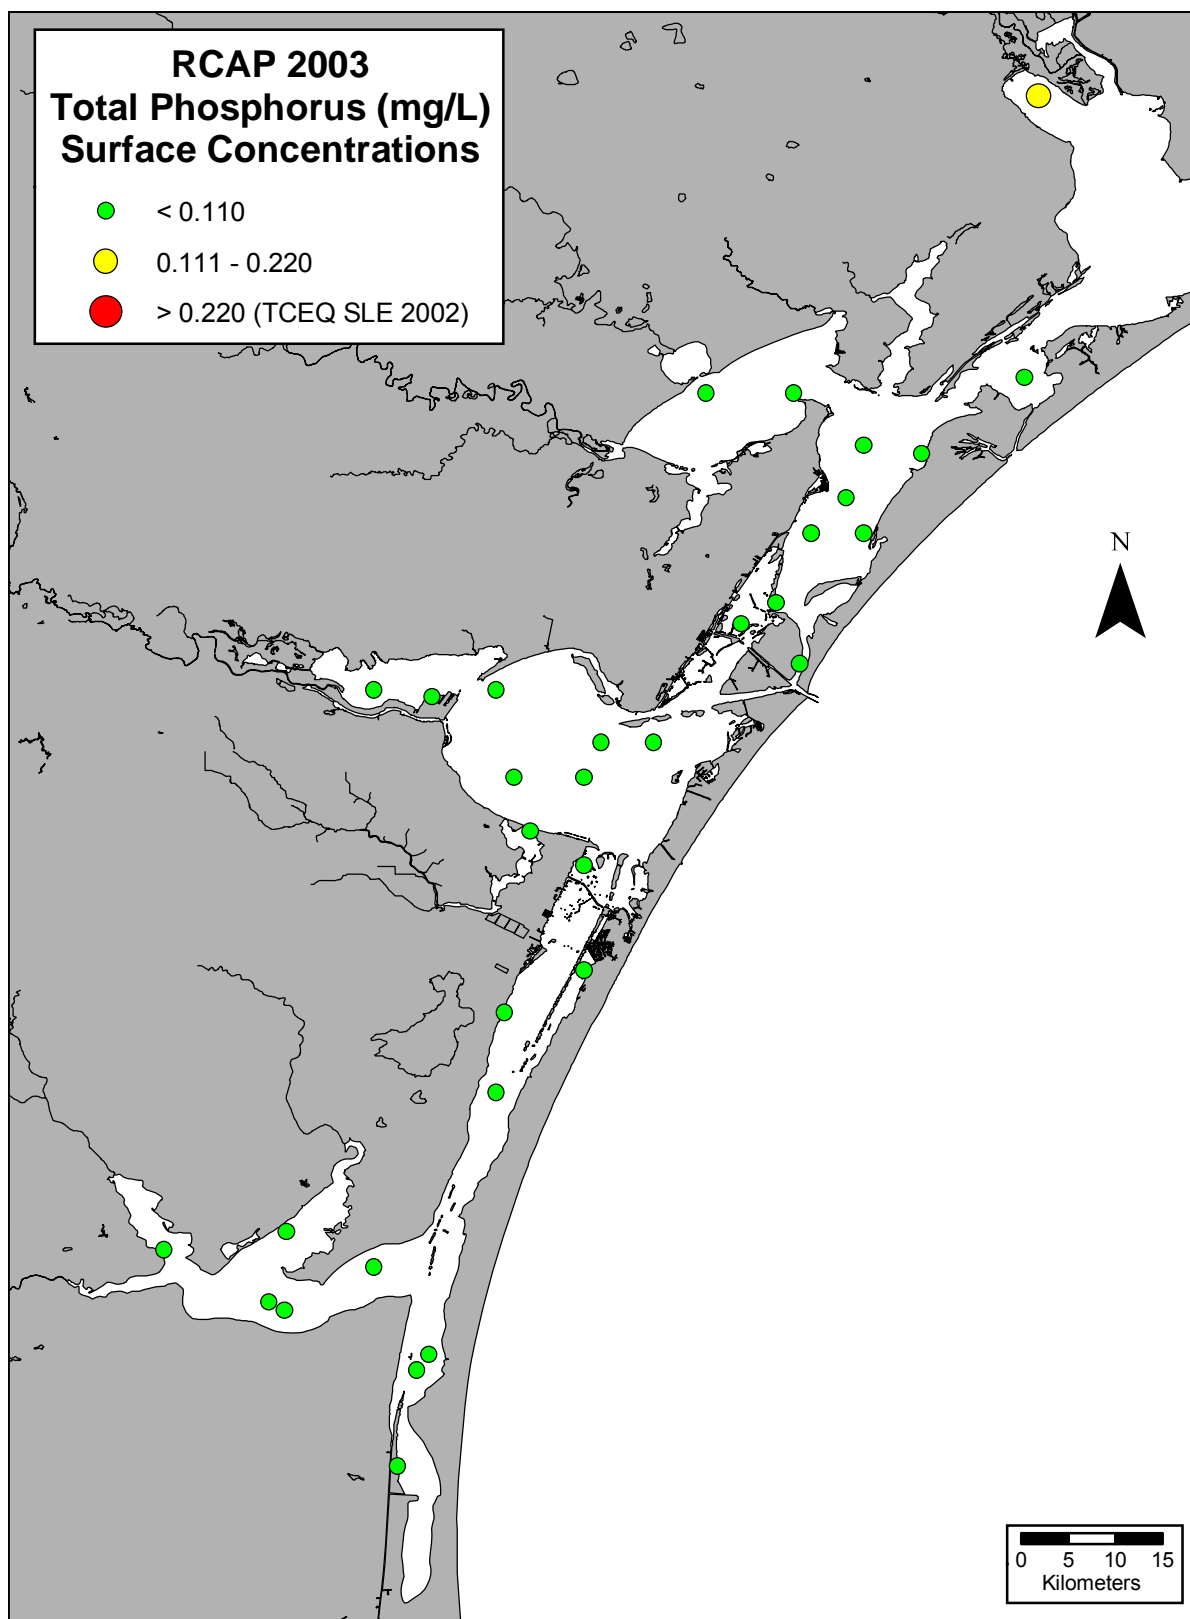 RCAP 2003
Total Phosphorus (mg/L)
Surface Concentrations
< 0.110
0.111 - 0.220
> 0.220 (TCEQ SLE 2002)
N
0 5 10 15
Kilometers